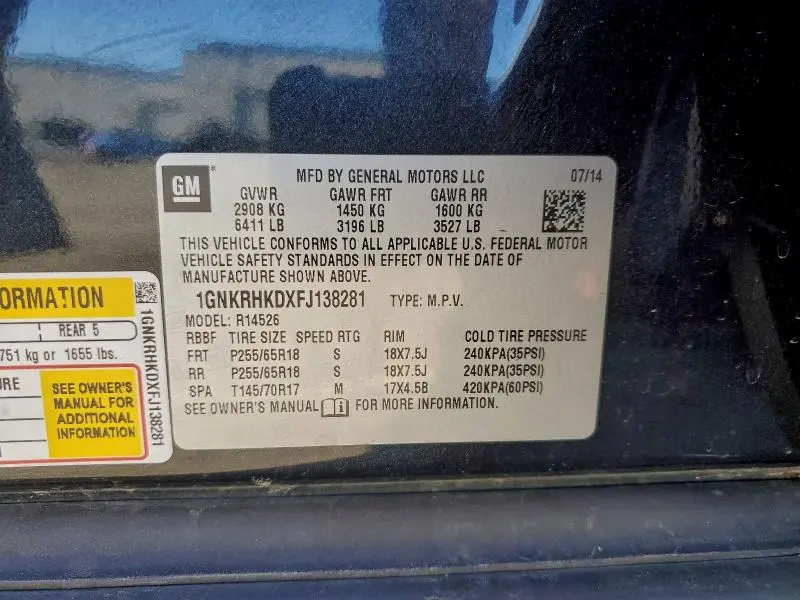 GM
MFD BY GENERAL MOTORS LLC 07/14
GVWR GAWR FRT GAWR RR
2908 KG 1450 KG 1600 KG
6411 LB 3196 LB 3527 LB
THIS VEHICLE CONFORMS TO ALL APPLICABLE U.S. FEDERAL MOTOR
VEHICLE SAFETY STANDARDS IN EFFECT ON THE DATE OF
MANUFACTURE SHOWN ABOVE.
1GNKRHKDXFJ138281 TYPE: M.P.V.
MODEL: R14526
RBBF TIRE SIZE SPEED RTG RIM COLD TIRE PRESSURE
FRT P255/65R18 S 18X7.5J 240KPA(35PSI)
RR P255/65R18 S 18X7.5J 240KPA(35PSI)
SPA T145/70R17 M 17X4.5B 420KPA(60PSI)
SEE OWNER'S MANUAL FOR MORE INFORMATION.
ORMATION
REAR 5
751 kg or 1655 lbs.
URE
SEE OWNER'S
MANUAL FOR
ADDITIONAL
INFORMATION
1GNKRHKDXFJ138281